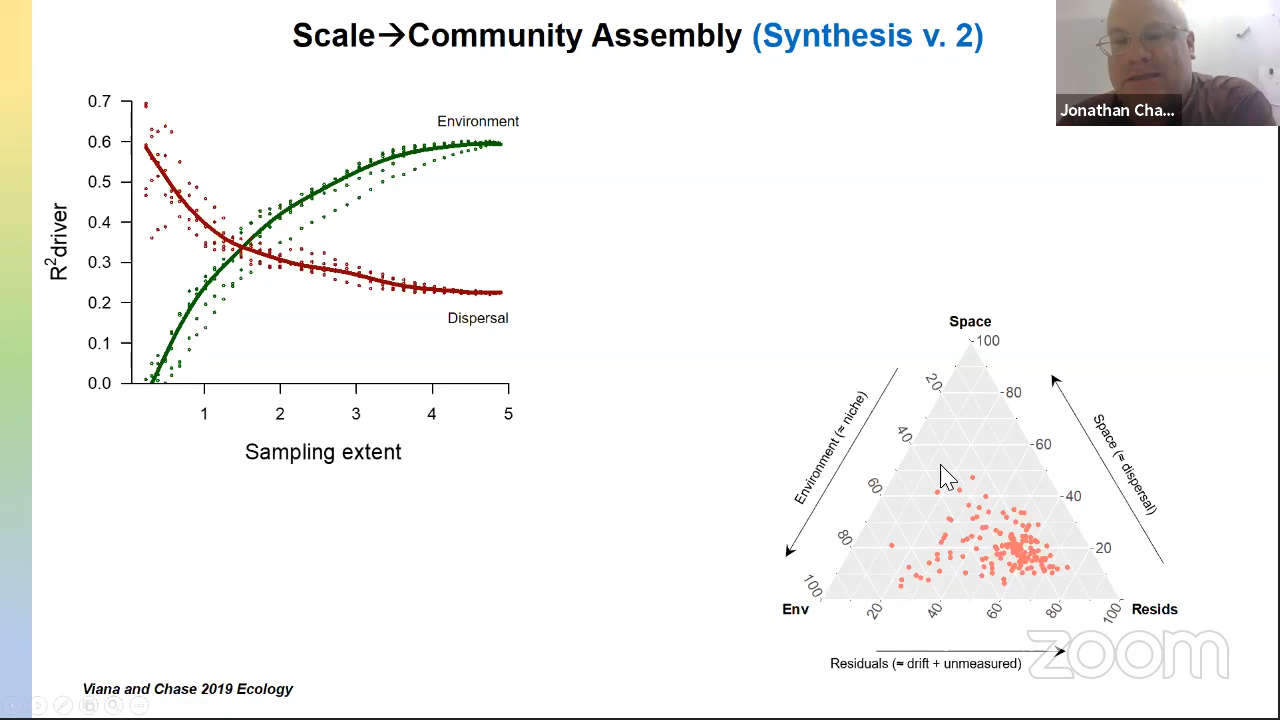 Scale→Community Assembly (Synthesis v. 2)
Jonathan Cha...
0.7
0.6
0.5
0.4
0.3
0.2
0.1
0.0
R²driver
Environment
Dispersal
1 2 3 4 5
Sampling extent
Space
100
80
60
40
20
20
40
60
80
100
Environment (≈ niche)
Space (≈ dispersal)
Env
Resids
20 40 60 80 100
Residuals (≈ drift + unmeasured)
zoom
Viana and Chase 2019 Ecology